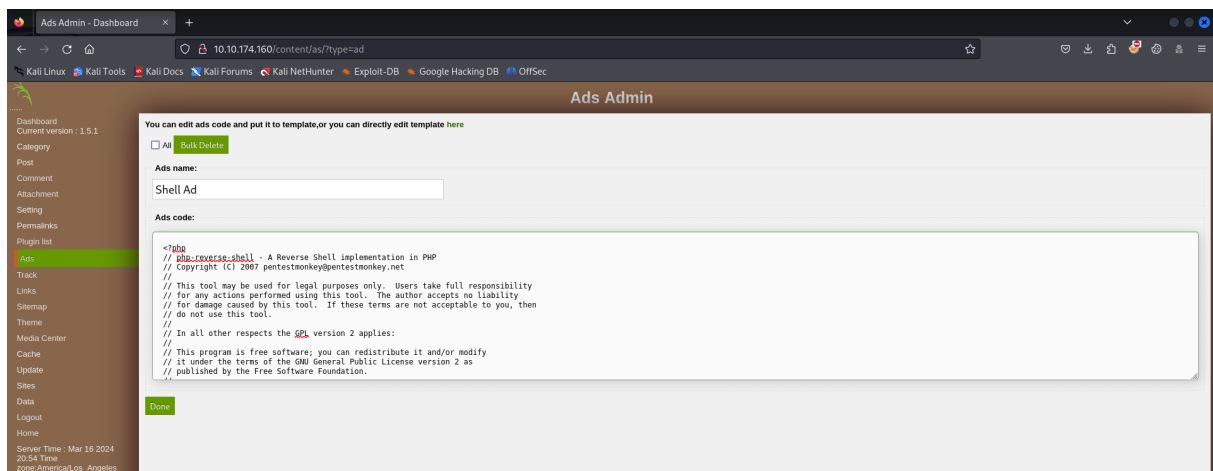 Ads Admin - Dashboard
10.10.174.160/content/as/?type=ad
Kali Linux Kali Tools Kali Docs Kali Forums Kali NetHunter Exploit-DB Google Hacking DB OffSec
Ads Admin
Dashboard
Current version : 1.5.1
Category
Post
Comment
Attachment
Setting
Permalinks
Plugin list
Ads
Track
Links
Sitemap
Theme
Media Center
Cache
Update
Sites
Data
Logout
Home
Server Time : Mar 16 2024
20:54 Time
zone:America/Los_Angeles
You can edit ads code and put it to template,or you can directly edit template here
All Bulk Delete
Ads name:
Shell Ad
Ads code:
<?php
// php-reverse-shell - A Reverse Shell implementation in PHP
// Copyright (C) 2007 pentestmonkey@pentestmonkey.net
//
// This tool may be used for legal purposes only.  Users take full responsibility
// for any actions performed using this tool.  The author accepts no liability
// for damage caused by this tool.  If these terms are not acceptable to you, then
// do not use this tool.
//
// In all other respects the GPL version 2 applies:
//
// This program is free software; you can redistribute it and/or modify
// it under the terms of the GNU General Public License version 2 as
// published by the Free Software Foundation.
//
Done